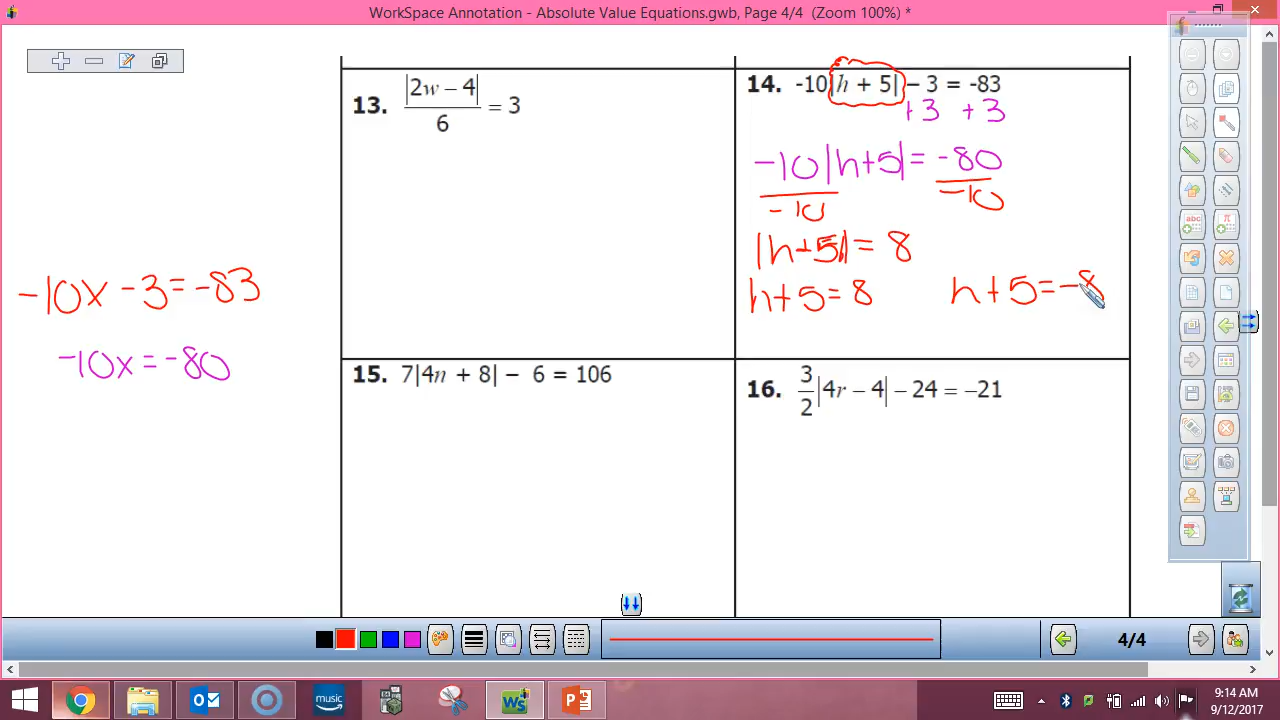 WorkSpace Annotation - Absolute Value Equations.gwb, Page 4/4 (Zoom 100%) *
13. |2w − 4| / 6 = 3
14. -10|h + 5| − 3 = -83
+3 +3
-10|h+5| = -80
-10 -10
|h+5| = 8
h+5=8 h+5=-8
-10x -3= -83
-10x = -80
15. 7|4n + 8| − 6 = 106
16. 3/2 |4r − 4| − 24 = −21
abc
π
4/4
music
9:14 AM
9/12/2017